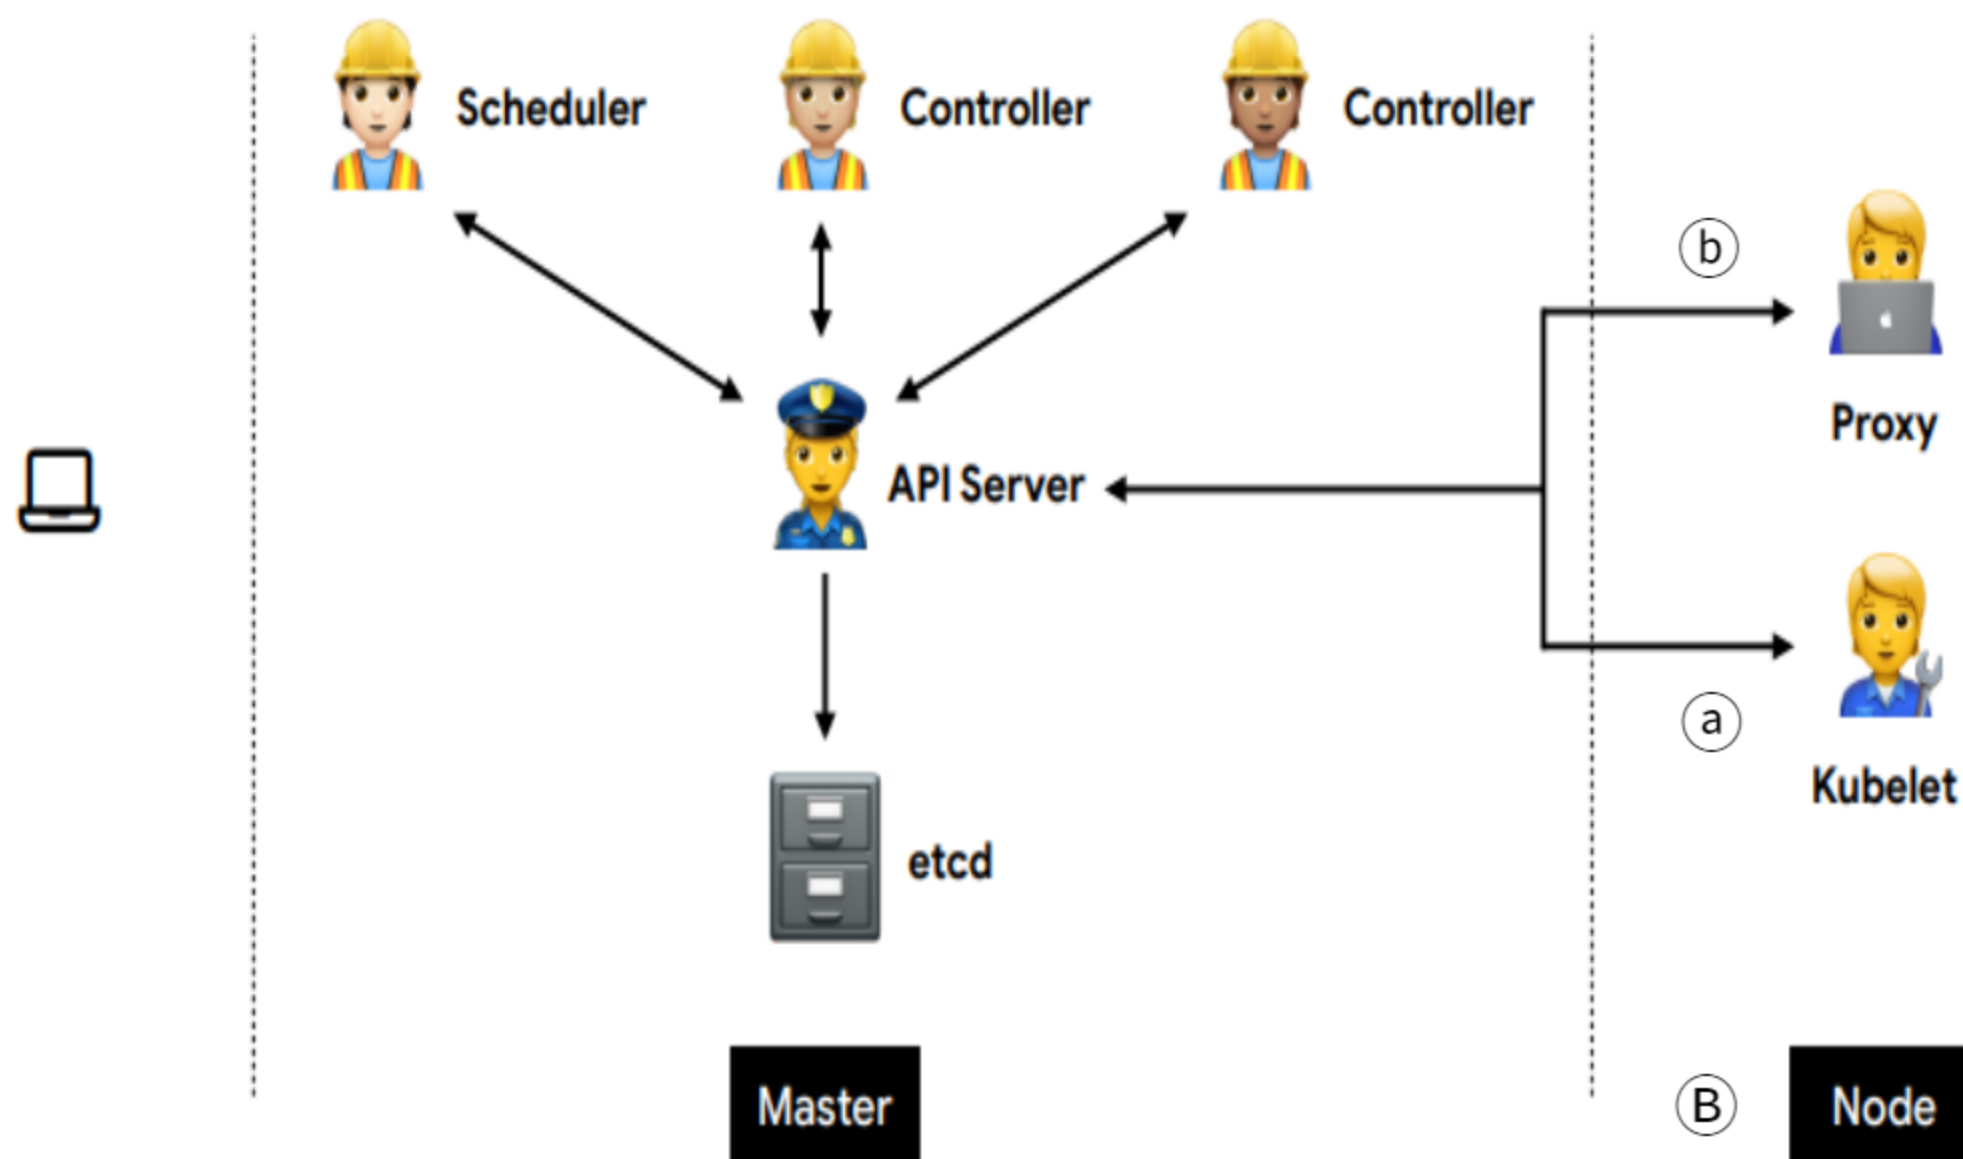 Scheduler
Controller
Controller
ⓑ
Proxy
API Server
ⓐ
Kubelet
etcd
Master
Ⓑ
Node